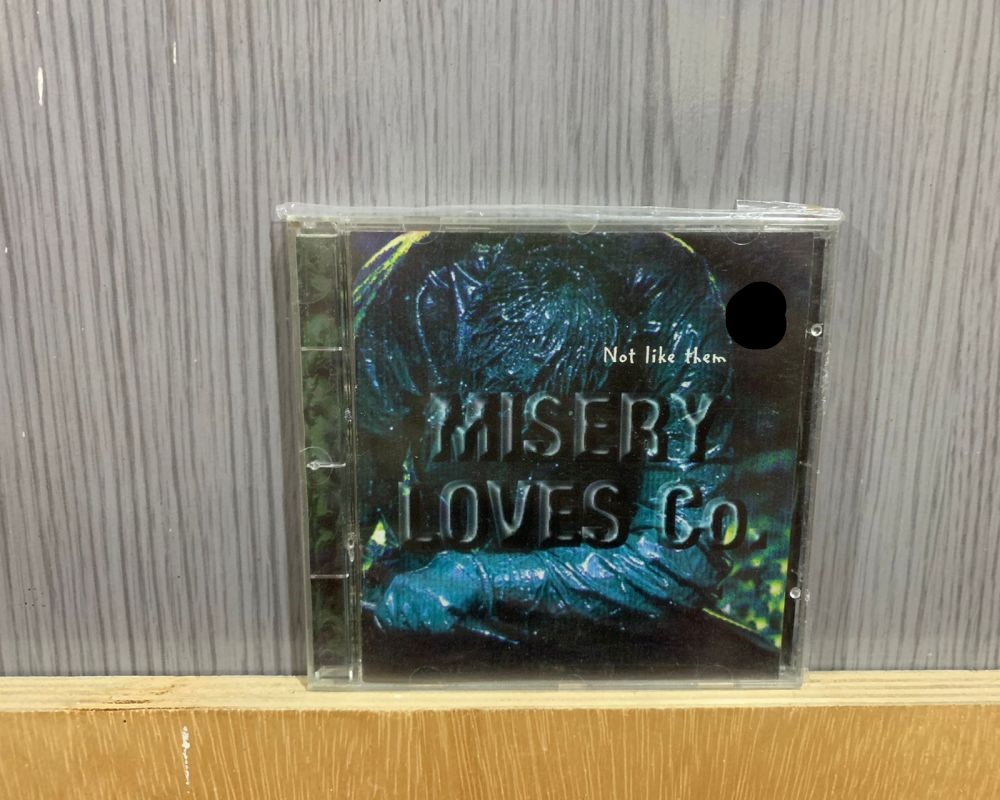 Not like them
MISERY
LOVES Co.